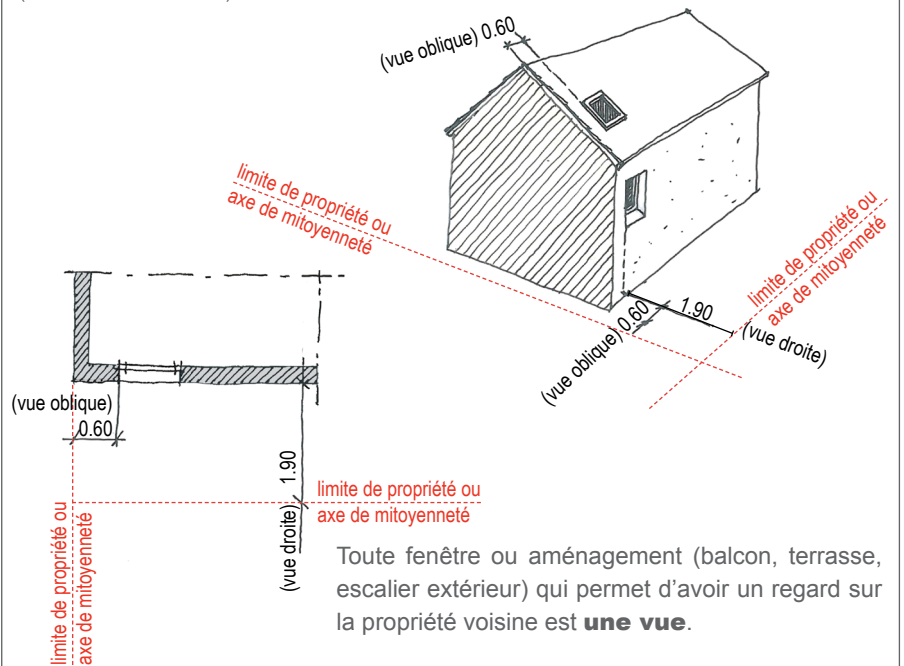 (vue oblique) 0.60
limite de propriété ou
axe de mitoyenneté
limite de propriété ou
axe de mitoyenneté
0.60
1.90
(vue oblique)
(vue droite)
(vue oblique)
0.60
1.90
(vue droite)
limite de propriété ou
axe de mitoyenneté
limite de propriété ou
axe de mitoyenneté
Toute fenêtre ou aménagement (balcon, terrasse,
escalier extérieur) qui permet d'avoir un regard sur
la propriété voisine est une vue.